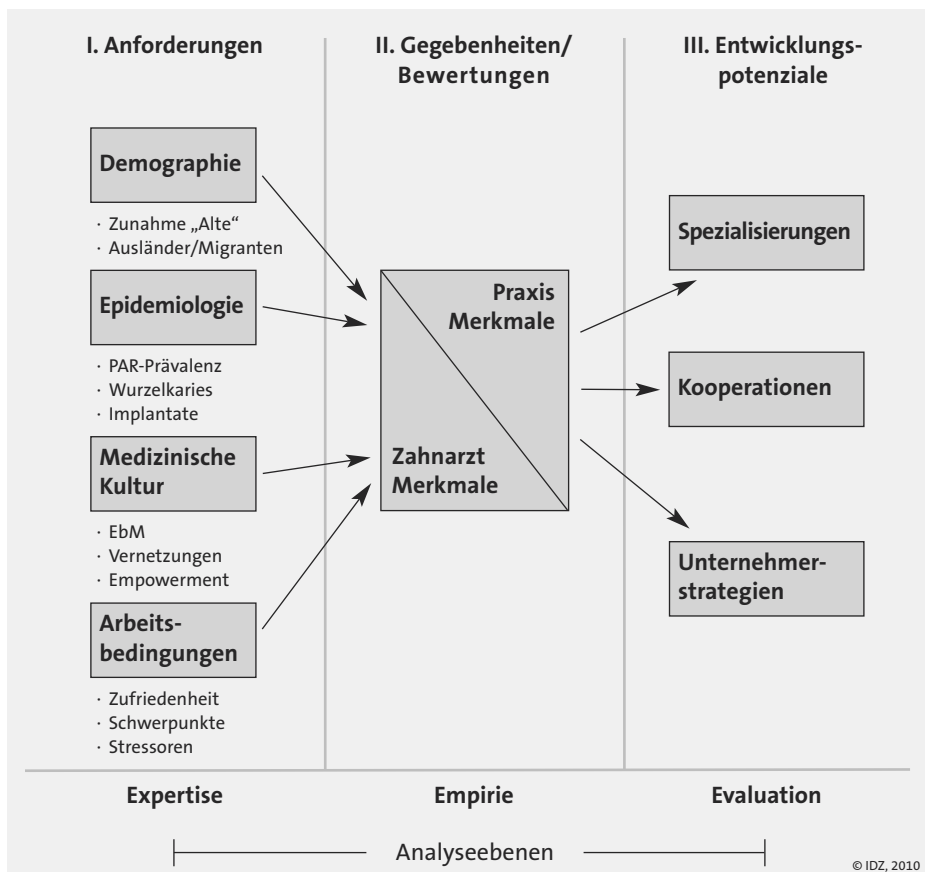 I. Anforderungen
Demographie
· Zunahme „Alte“
· Ausländer/Migranten
Epidemiologie
· PAR-Prävalenz
· Wurzelkaries
· Implantate
Medizinische
Kultur
· EbM
· Vernetzungen
· Empowerment
Arbeits-
bedingungen
· Zufriedenheit
· Schwerpunkte
· Stressoren
Expertise
II. Gegebenheiten/
Bewertungen
Praxis
Merkmale
Zahnarzt
Merkmale
Empirie
III. Entwicklungs-
potenziale
Spezialisierungen
Kooperationen
Unternehmer-
strategien
Evaluation
Analyseebenen
© IDZ, 2010